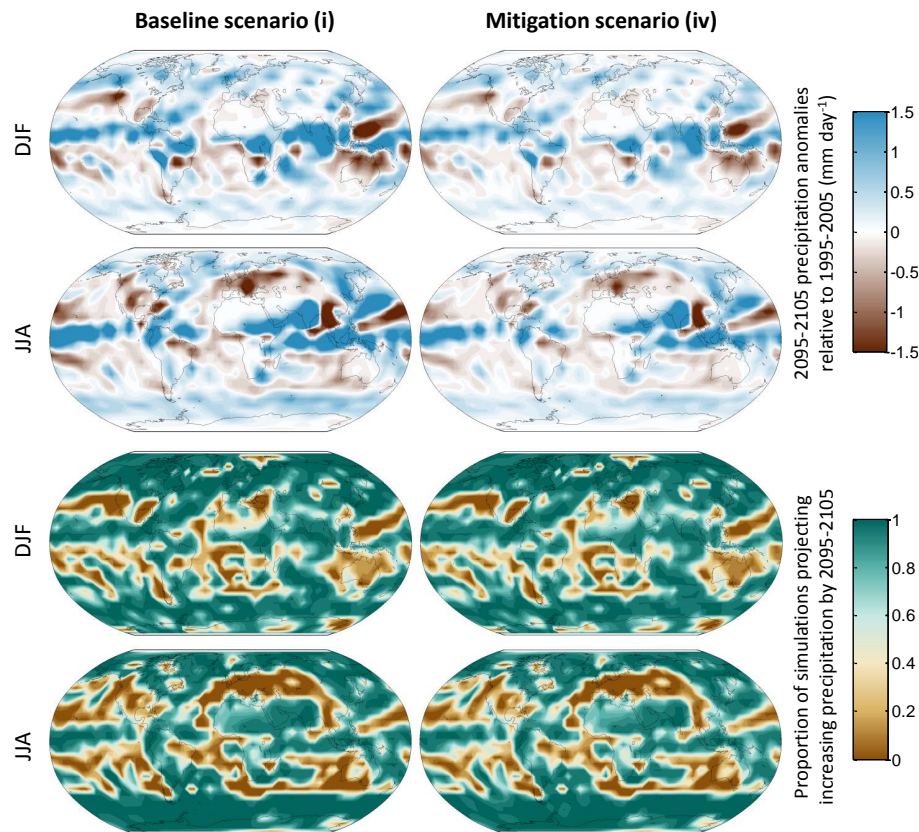 Baseline scenario (i)
Mitigation scenario (iv)
DJF
JJA
2095-2105 precipitation anomalies
relative to 1995-2005 (mm day⁻¹)
1.5
1
0.5
0
-0.5
-1
-1.5
DJF
JJA
Proportion of simulations projecting
increasing precipitation by 2095-2105
1
0.8
0.6
0.4
0.2
0